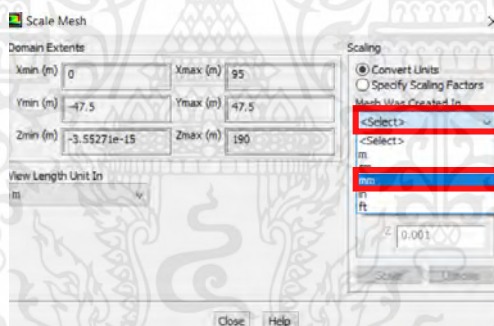 Scale Mesh
Domain Extents
Xmin (m) 0 Xmax (m) 95
Ymin (m) -47.5 Ymax (m) 47.5
Zmin (m) -3.55271e-15 Zmax (m) 190
View Length Unit In
m
Scaling
Convert Units
Specify Scaling Factors
Mesh Was Created In
<Select>
<Select>
m
mm
in
ft
Z 0.001
Scale
Close Help